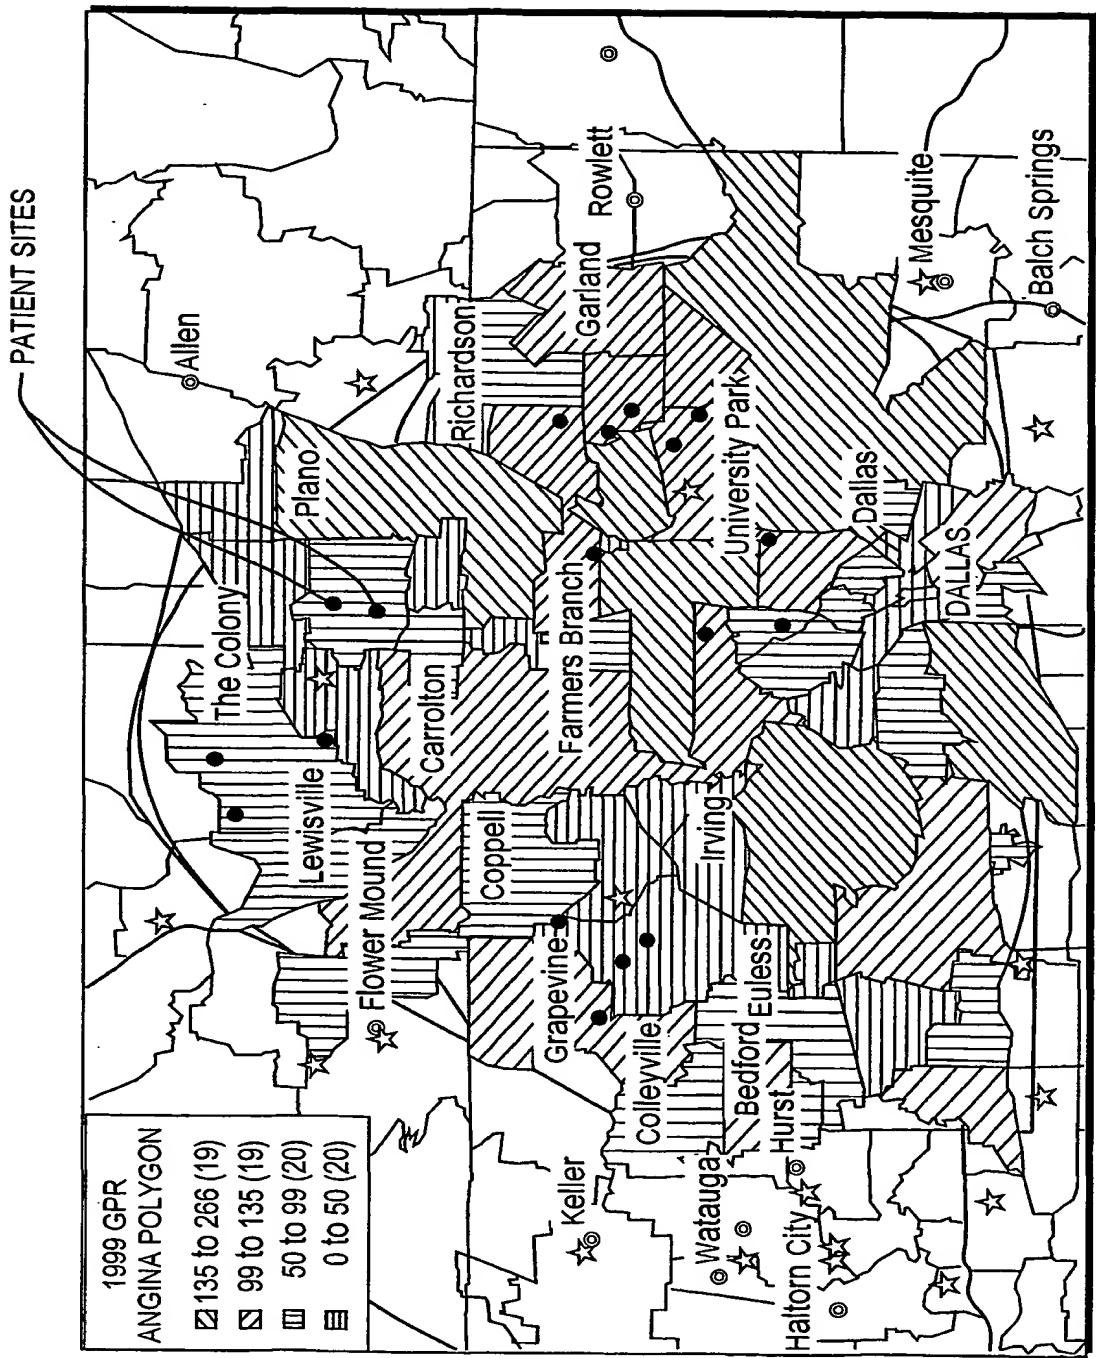 PATIENT SITES
1999 GPR
ANGINA POLYGON
135 to 266 (19)
99 to 135 (19)
50 to 99 (20)
0 to 50 (20)
Allen
Plano
The Colony
Lewisville
Flower Mound
Richardson
Carrolton
Coppell
Rowlett
Garland
Farmers Branch
Grapevine
Keller
Colleyville
University Park
Irving
Bedford
Euless
Watauga
Hurst
Haltorn City
Mesquite
Dallas
DALLAS
Balch Springs